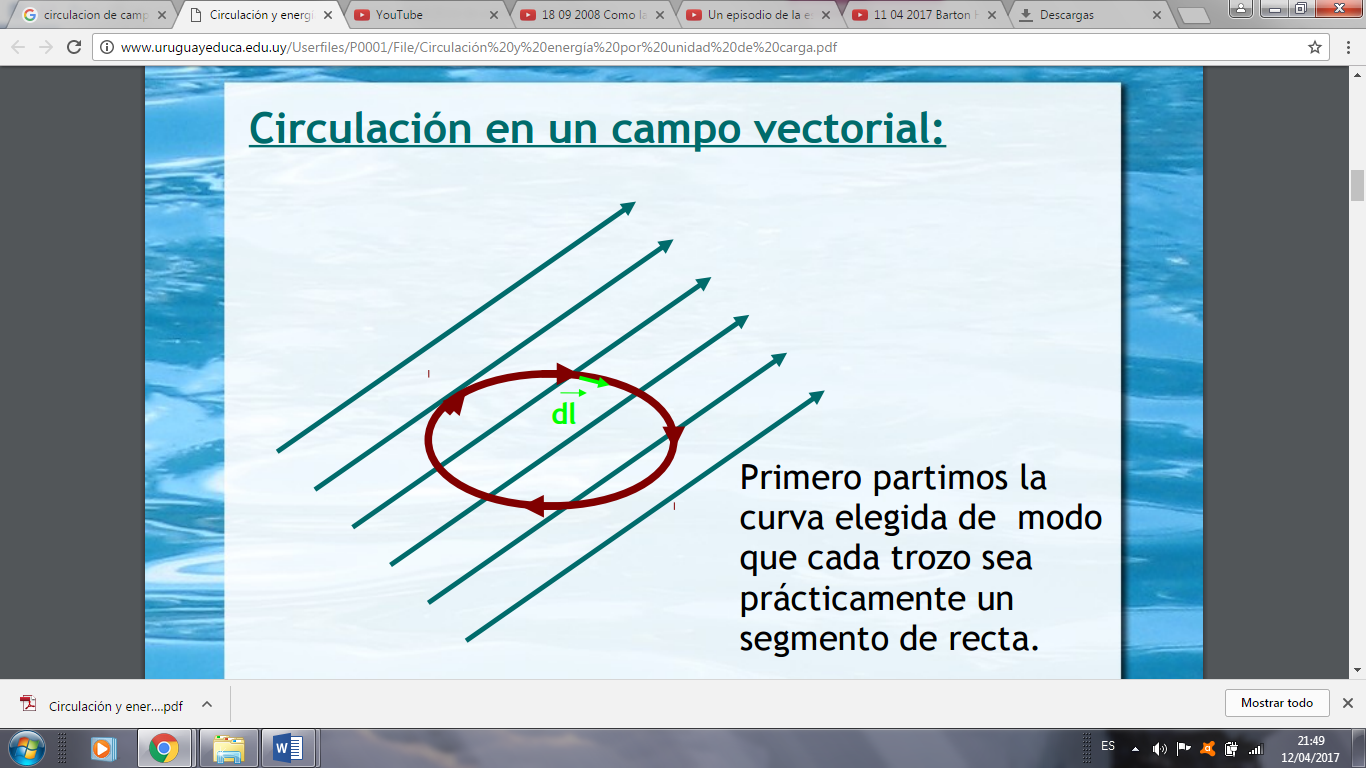 circulacion de camp
Circulación y energí
YouTube
18 09 2008 Como la
Un episodio de la e
11 04 2017 Barton
Descargas
www.uruguayeduca.edu.uy/Userfiles/P0001/File/Circulación%20y%20energía%20por%20unidad%20de%20carga.pdf
Circulación en un campo vectorial:
dl
Primero partimos la
curva elegida de modo
que cada trozo sea
prácticamente un
segmento de recta.
Circulación y ener....pdf
Mostrar todo
ES
21:49
12/04/2017